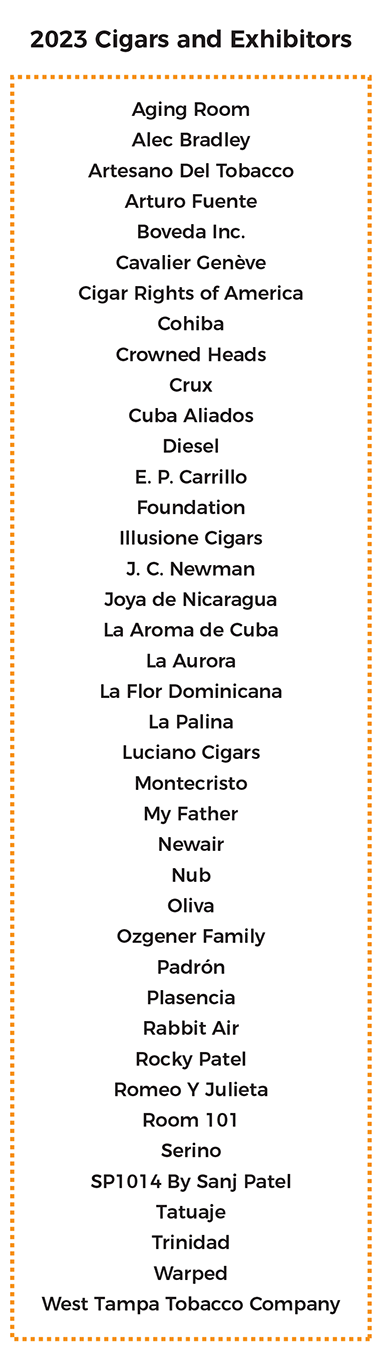 2023 Cigars and Exhibitors
Aging Room
Alec Bradley
Artesano Del Tobacco
Arturo Fuente
Boveda Inc.
Cavalier Genève
Cigar Rights of America
Cohiba
Crowned Heads
Crux
Cuba Aliados
Diesel
E. P. Carrillo
Foundation
Illusione Cigars
J. C. Newman
Joya de Nicaragua
La Aroma de Cuba
La Aurora
La Flor Dominicana
La Palina
Luciano Cigars
Montecristo
My Father
Newair
Nub
Oliva
Ozgener Family
Padrón
Plasencia
Rabbit Air
Rocky Patel
Romeo Y Julieta
Room 101
Serino
SP1014 By Sanj Patel
Tatuaje
Trinidad
Warped
West Tampa Tobacco Company